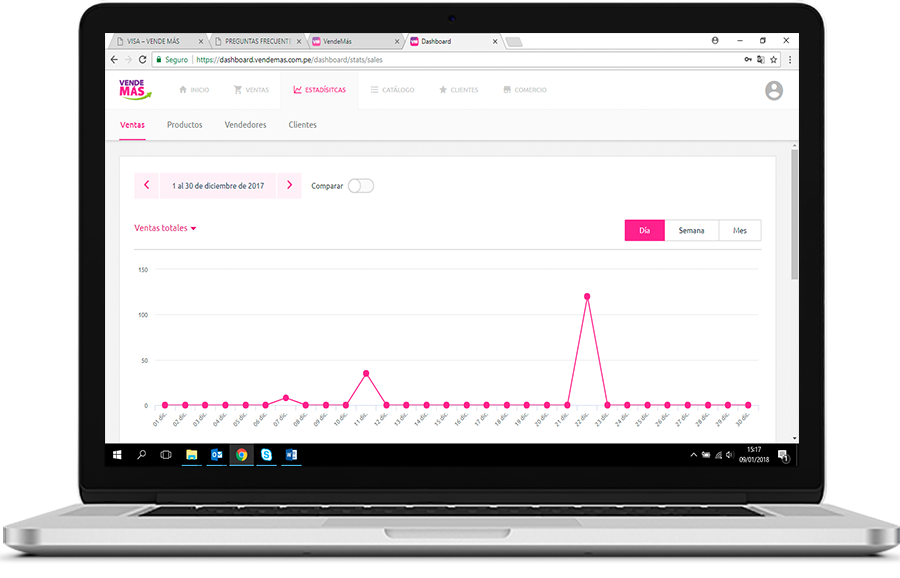 VISA – VENDE MÁS
PREGUNTAS FRECUENT
VendeMás
Dashboard
Seguro
https://dashboard.vendemas.com.pe/dashboard/stats/sales
VENDE
MÁS
INICIO
VENTAS
ESTADÍSITCAS
CATÁLOGO
CLIENTES
COMERCIO
Ventas
Productos
Vendedores
Clientes
1 al 30 de diciembre de 2017
Comparar
Ventas totales
Día
Semana
Mes
150
100
50
0
01 dic.
02 dic.
03 dic.
04 dic.
05 dic.
06 dic.
07 dic.
08 dic.
09 dic.
10 dic.
11 dic.
12 dic.
13 dic.
14 dic.
15 dic.
16 dic.
17 dic.
18 dic.
19 dic.
20 dic.
21 dic.
22 dic.
23 dic.
24 dic.
25 dic.
26 dic.
27 dic.
28 dic.
29 dic.
30 dic.
15:17
09/01/2018
1